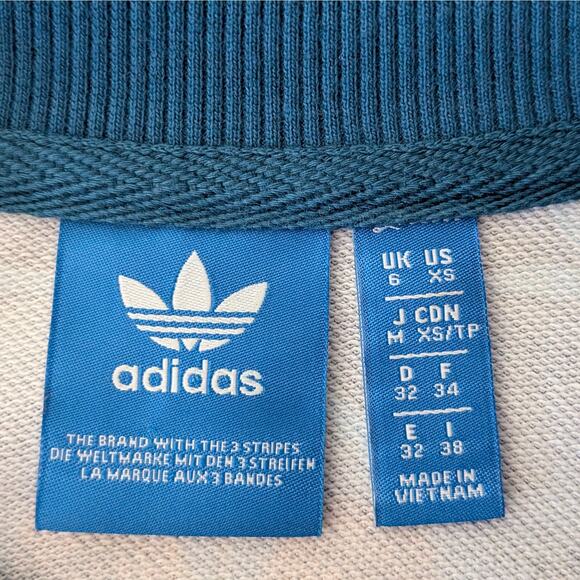 adidas
THE BRAND WITH THE 3 STRIPES
DIE WELTMARKE MIT DEN 3 STREIFEN
LA MARQUE AUX 3 BANDES
UK US
6 XS
J CDN
M XS/TP
D F
32 34
E I
32 38
MADE IN
VIETNAM